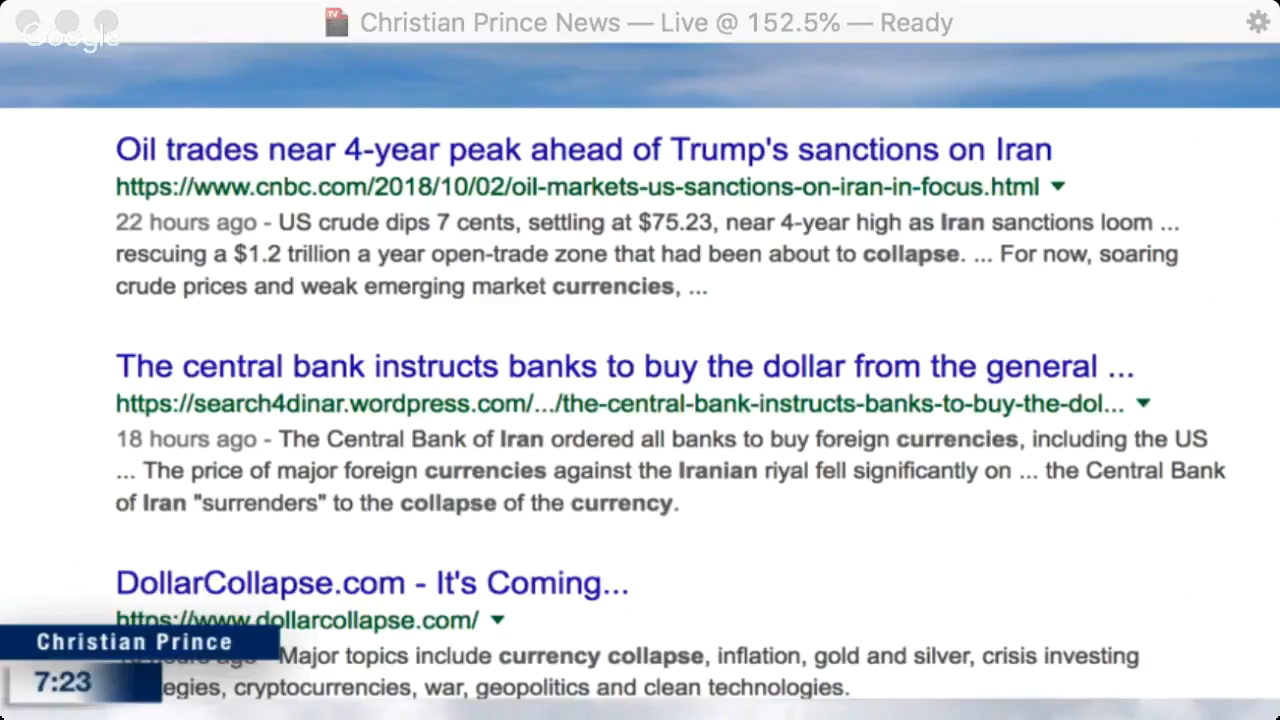 Google
Christian Prince News — Live @ 152.5% — Ready
Oil trades near 4-year peak ahead of Trump's sanctions on Iran
https://www.cnbc.com/2018/10/02/oil-markets-us-sanctions-on-iran-in-focus.html
22 hours ago - US crude dips 7 cents, settling at $75.23, near 4-year high as Iran sanctions loom ...
rescuing a $1.2 trillion a year open-trade zone that had been about to collapse. ... For now, soaring
crude prices and weak emerging market currencies, ...
The central bank instructs banks to buy the dollar from the general ...
https://search4dinar.wordpress.com/.../the-central-bank-instructs-banks-to-buy-the-dol...
18 hours ago - The Central Bank of Iran ordered all banks to buy foreign currencies, including the US
... The price of major foreign currencies against the Iranian riyal fell significantly on ... the Central Bank
of Iran "surrenders" to the collapse of the currency.
DollarCollapse.com - It's Coming...
https://www.dollarcollapse.com/
Christian Prince
hours ago - Major topics include currency collapse, inflation, gold and silver, crisis investing
7:23
egies, cryptocurrencies, war, geopolitics and clean technologies.